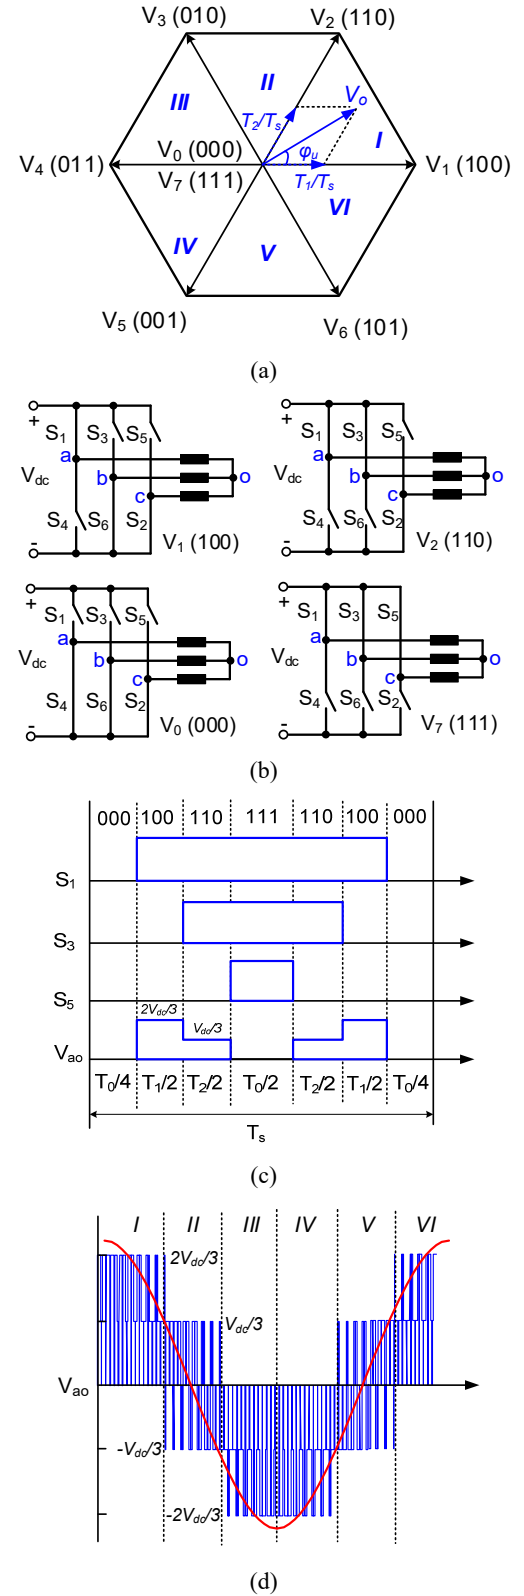 V3 (010) V2 (110)
II
III Vo
T2/Ts I
V0 (000) φu
V4 (011) V1 (100)
V7 (111) T1/Ts
VI
IV V
V5 (001) V6 (101)
(a)
+ S1 S3 S5
a
Vdc b o
c
S4 S6 S2
- V1 (100)
+ S1 S3 S5
a
Vdc b o
c
S4 S6 S2
- V2 (110)
+ S1 S3 S5
a
Vdc b o
c
S4 S6 S2
- V0 (000)
+ S1 S3 S5
a
Vdc b o
c
S4 S6 S2
- V7 (111)
(b)
000 100 110 111 110 100 000
S1
S3
S5
2Vdc/3
Vdc/3
Vao
T0/4 T1/2 T2/2 T0/2 T2/2 T1/2 T0/4
Ts
(c)
I II III IV V VI
2Vdc/3
Vdc/3
Vao
-Vdc/3
-2Vdc/3
(d)